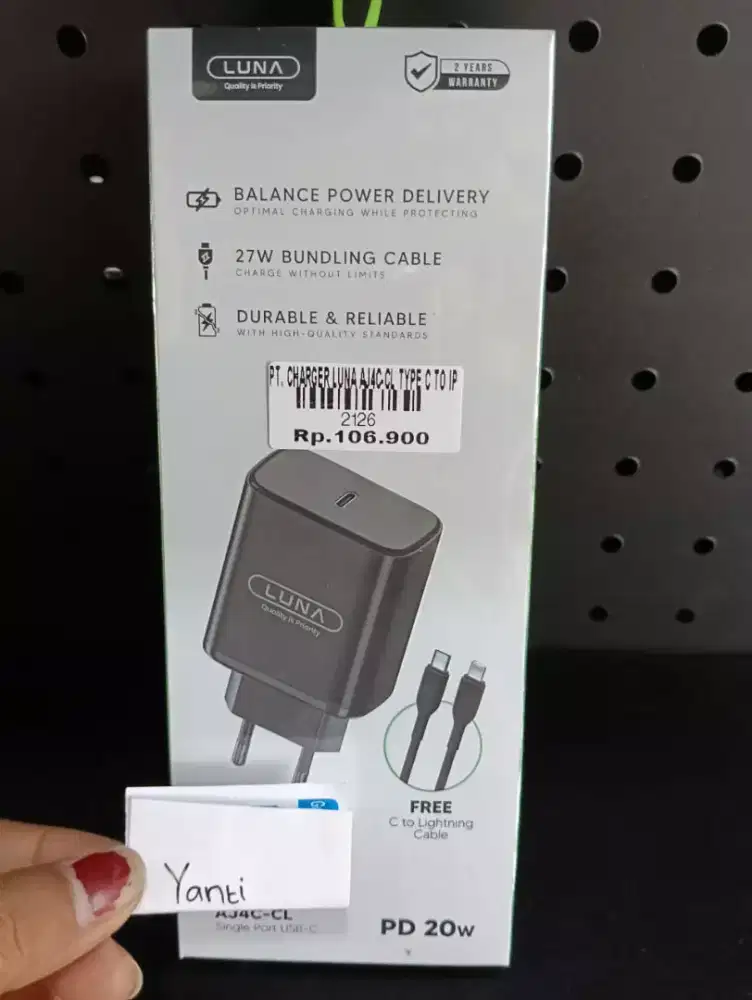 LUNA
Quality is Priority
2 YEARS
WARRANTY
BALANCE POWER DELIVERY
OPTIMAL CHARGING WHILE PROTECTING
27W BUNDLING CABLE
CHARGE WITHOUT LIMITS
DURABLE & RELIABLE
WITH HIGH-QUALITY STANDARDS
PT. CHARGER LUNA AJ4C-CL TYPE C TO IP
2126
Rp.106.900
LUNA
Quality is Priority
FREE
C to Lightning
Cable
Yanti
AJ4C-CL
Single Port USB-C
PD 20W